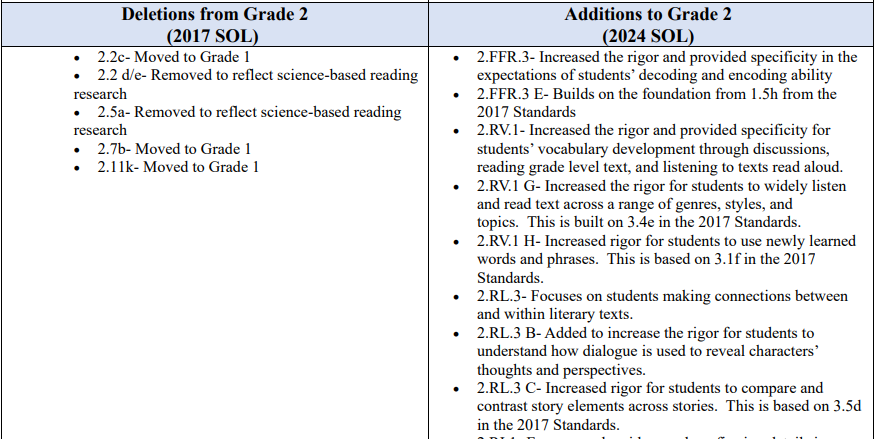 Deletions from Grade 2
(2017 SOL)
• 2.2c- Moved to Grade 1
• 2.2 d/e- Removed to reflect science-based reading
research
• 2.5a- Removed to reflect science-based reading
research
• 2.7b- Moved to Grade 1
• 2.11k- Moved to Grade 1
Additions to Grade 2
(2024 SOL)
• 2.FFR.3- Increased the rigor and provided specificity in the
expectations of students’ decoding and encoding ability
• 2.FFR.3 E- Builds on the foundation from 1.5h from the
2017 Standards
• 2.RV.1- Increased the rigor and provided specificity for
students’ vocabulary development through discussions,
reading grade level text, and listening to texts read aloud.
• 2.RV.1 G- Increased the rigor for students to widely listen
and read text across a range of genres, styles, and
topics.  This is built on 3.4e in the 2017 Standards.
• 2.RV.1 H- Increased rigor for students to use newly learned
words and phrases.  This is based on 3.1f in the 2017
Standards.
• 2.RL.3- Focuses on students making connections between
and within literary texts.
• 2.RL.3 B- Added to increase the rigor for students to
understand how dialogue is used to reveal characters’
thoughts and perspectives.
• 2.RL.3 C- Increased rigor for students to compare and
contrast story elements across stories.  This is based on 3.5d
in the 2017 Standards.